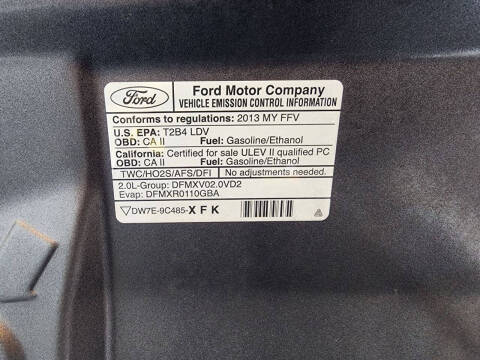 Ford
Ford Motor Company
VEHICLE EMISSION CONTROL INFORMATION
Conforms to regulations: 2013 MY FFV
U.S. EPA: T2B4 LDV
OBD: CA II Fuel: Gasoline/Ethanol
California: Certified for sale ULEV II qualified PC
OBD: CA II Fuel: Gasoline/Ethanol
TWC/HO2S/AFS/DFI No adjustments needed.
2.0L-Group: DFMXV02.0VD2
Evap: DFMXR0110GBA
DW7E-9C485-X F K